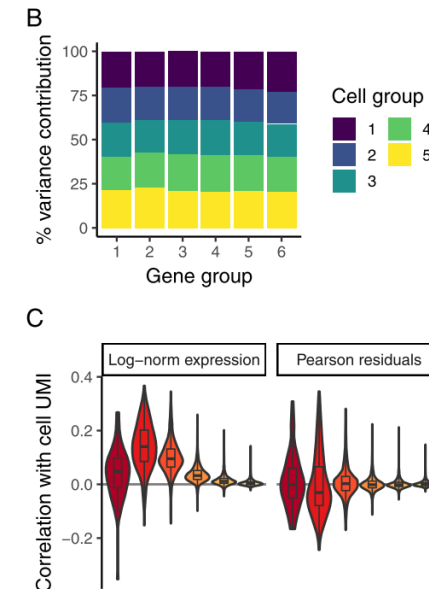 B
% variance contribution
100
75
50
25
0
1 2 3 4 5 6
Gene group
Cell group
1 4
2 5
3
C
Log−norm expression Pearson residuals
Correlation with cell UMI
0.4
0.2
0.0
−0.2